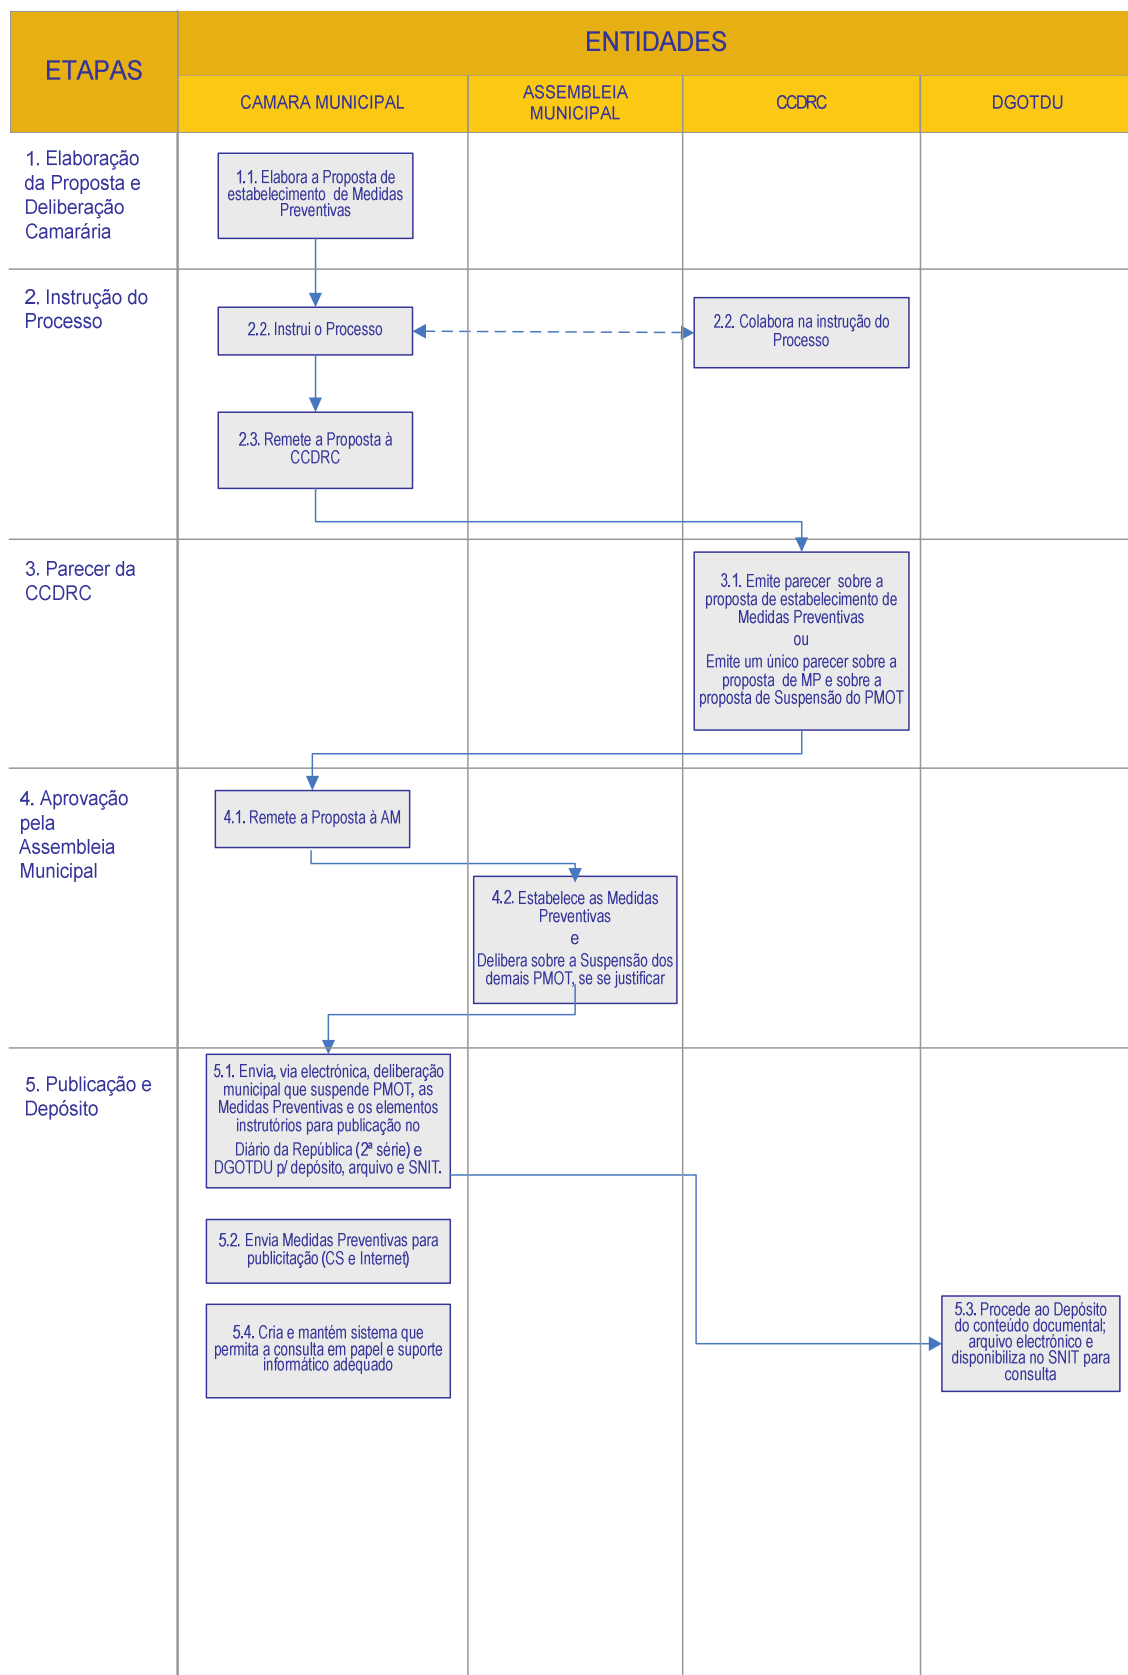 ETAPAS
ENTIDADES
CAMARA MUNICIPAL
ASSEMBLEIA
MUNICIPAL
CCDRC
DGOTDU
1. Elaboração
da Proposta e
Deliberação
Camarária
1.1. Elabora a Proposta de
estabelecimento de Medidas
Preventivas
2. Instrução do
Processo
2.2. Instrui o Processo
2.2. Colabora na instrução do
Processo
2.3. Remete a Proposta à
CCDRC
3. Parecer da
CCDRC
3.1. Emite parecer sobre a
proposta de estabelecimento de
Medidas Preventivas
ou
Emite um único parecer sobre a
proposta de MP e sobre a
proposta de Suspensão do PMOT
4. Aprovação
pela
Assembleia
Municipal
4.1. Remete a Proposta à AM
4.2. Estabelece as Medidas
Preventivas
e
Delibera sobre a Suspensão dos
demais PMOT, se se justificar
5. Publicação e
Depósito
5.1. Envia, via electrónica, deliberação
municipal que suspende PMOT, as
Medidas Preventivas e os elementos
instrutórios para publicação no
Diário da República (2ª série) e
DGOTDU p/ depósito, arquivo e SNIT.
5.2. Envia Medidas Preventivas para
publicitação (CS e Internet)
5.4. Cria e mantém sistema que
permita a consulta em papel e suporte
informático adequado
5.3. Procede ao Depósito
do conteúdo documental;
arquivo electrónico e
disponibiliza no SNIT para
consulta